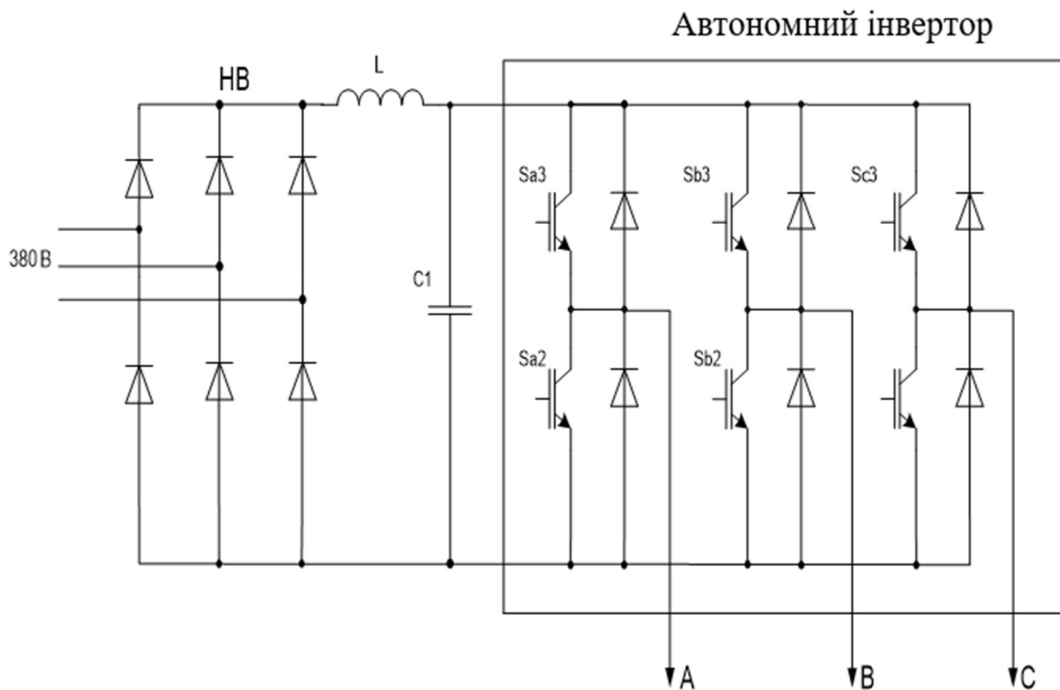 Автономний інвертор
L
НВ
Sa3
Sb3
Sc3
380 В
C1
Sa2
Sb2
A
B
C